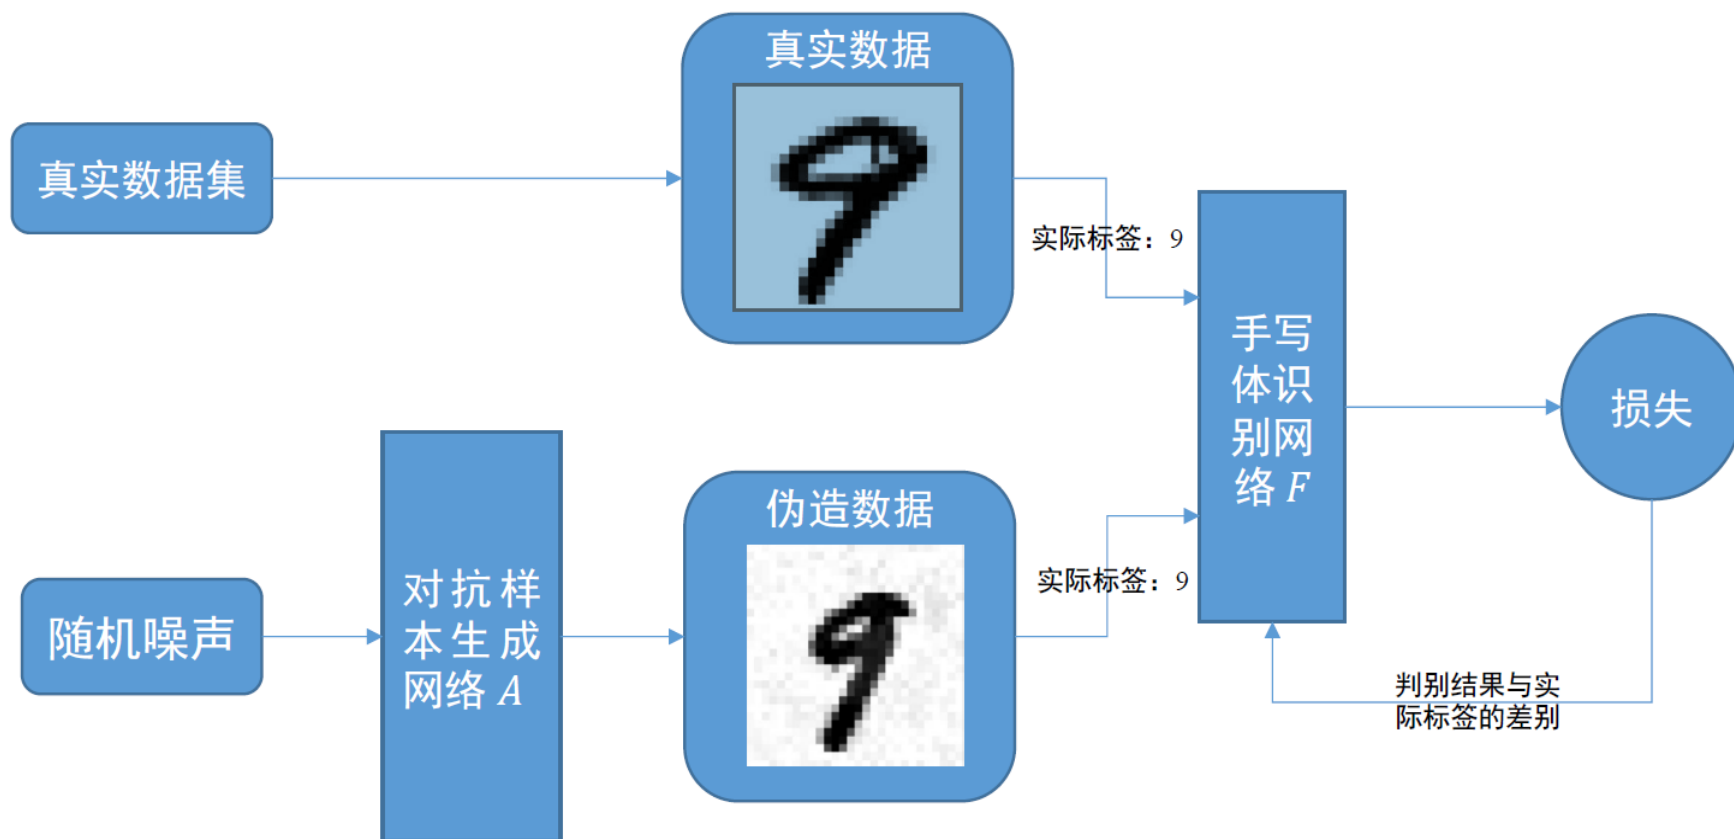 真实数据集
真实数据
实际标签：9
随机噪声
对抗样
本生成
网络 A
伪造数据
实际标签：9
手写
体识
别网
络 F
损失
判别结果与实
际标签的差别